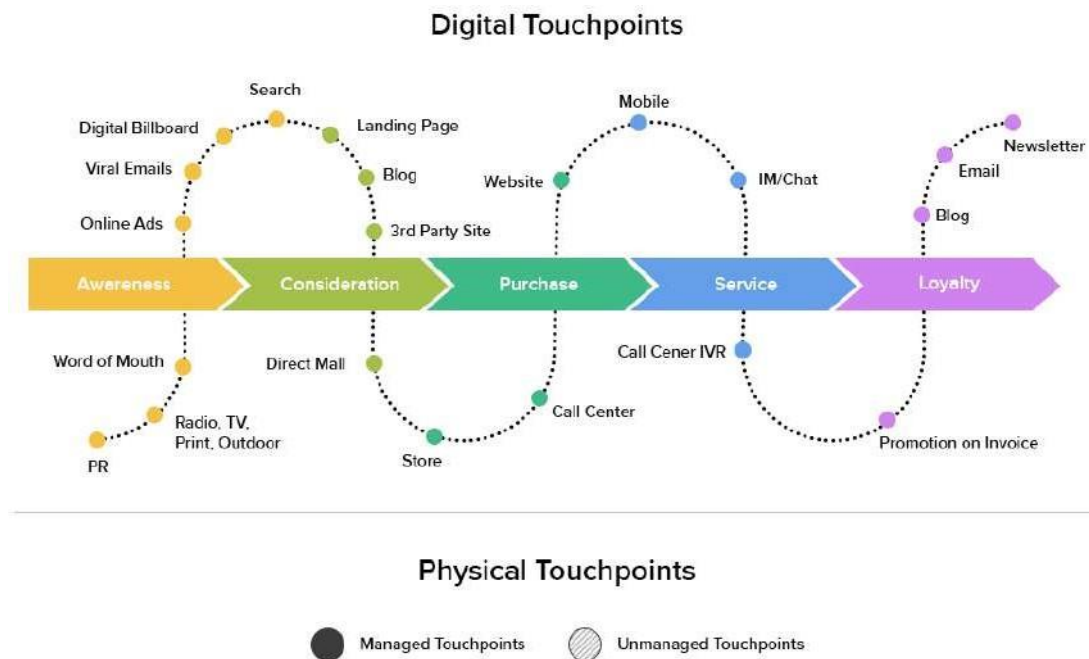 Digital Touchpoints
Search
Mobile
Digital Billboard
Landing Page
Newsletter
Viral Emails
Blog
Website
IM/Chat
Email
Online Ads
3rd Party Site
Blog
Awareness
Consideration
Purchase
Service
Loyalty
Word of Mouth
Direct Mall
Call Cener IVR
Radio, TV,
Print, Outdoor
Call Center
PR
Store
Promotion on Invoice
Physical Touchpoints
Managed Touchpoints
Unmanaged Touchpoints